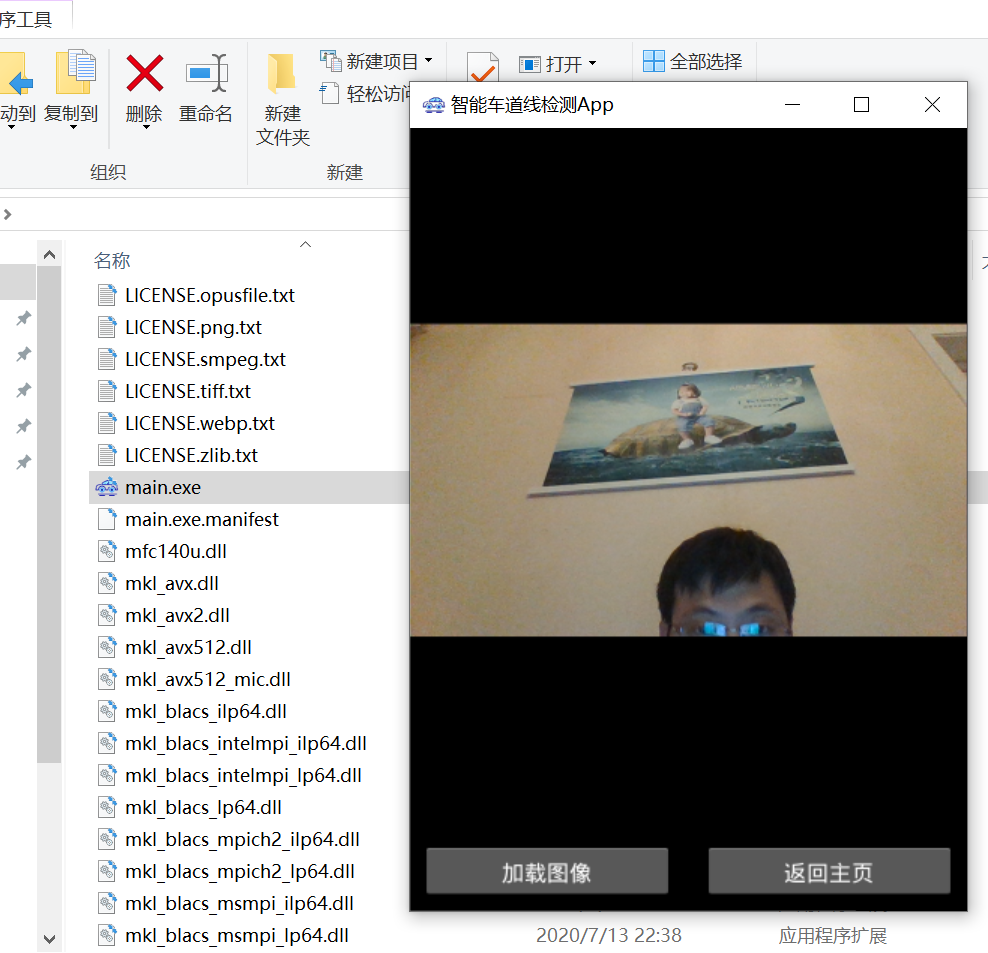 序工具
动到
复制到
删除
重命名
新建
文件夹
新建项目
轻松访问
打开
全部选择
组织
新建
智能车道线检测App
名称
LICENSE.opusfile.txt
LICENSE.png.txt
LICENSE.smpeg.txt
LICENSE.tiff.txt
LICENSE.webp.txt
LICENSE.zlib.txt
main.exe
main.exe.manifest
mfc140u.dll
mkl_avx.dll
mkl_avx2.dll
mkl_avx512.dll
mkl_avx512_mic.dll
mkl_blacs_ilp64.dll
mkl_blacs_intelmpi_ilp64.dll
mkl_blacs_intelmpi_lp64.dll
mkl_blacs_lp64.dll
mkl_blacs_mpich2_ilp64.dll
mkl_blacs_mpich2_lp64.dll
mkl_blacs_msmpi_ilp64.dll
mkl_blacs_msmpi_lp64.dll
加载图像
返回主页
2020/7/13 22:38
应用程序扩展